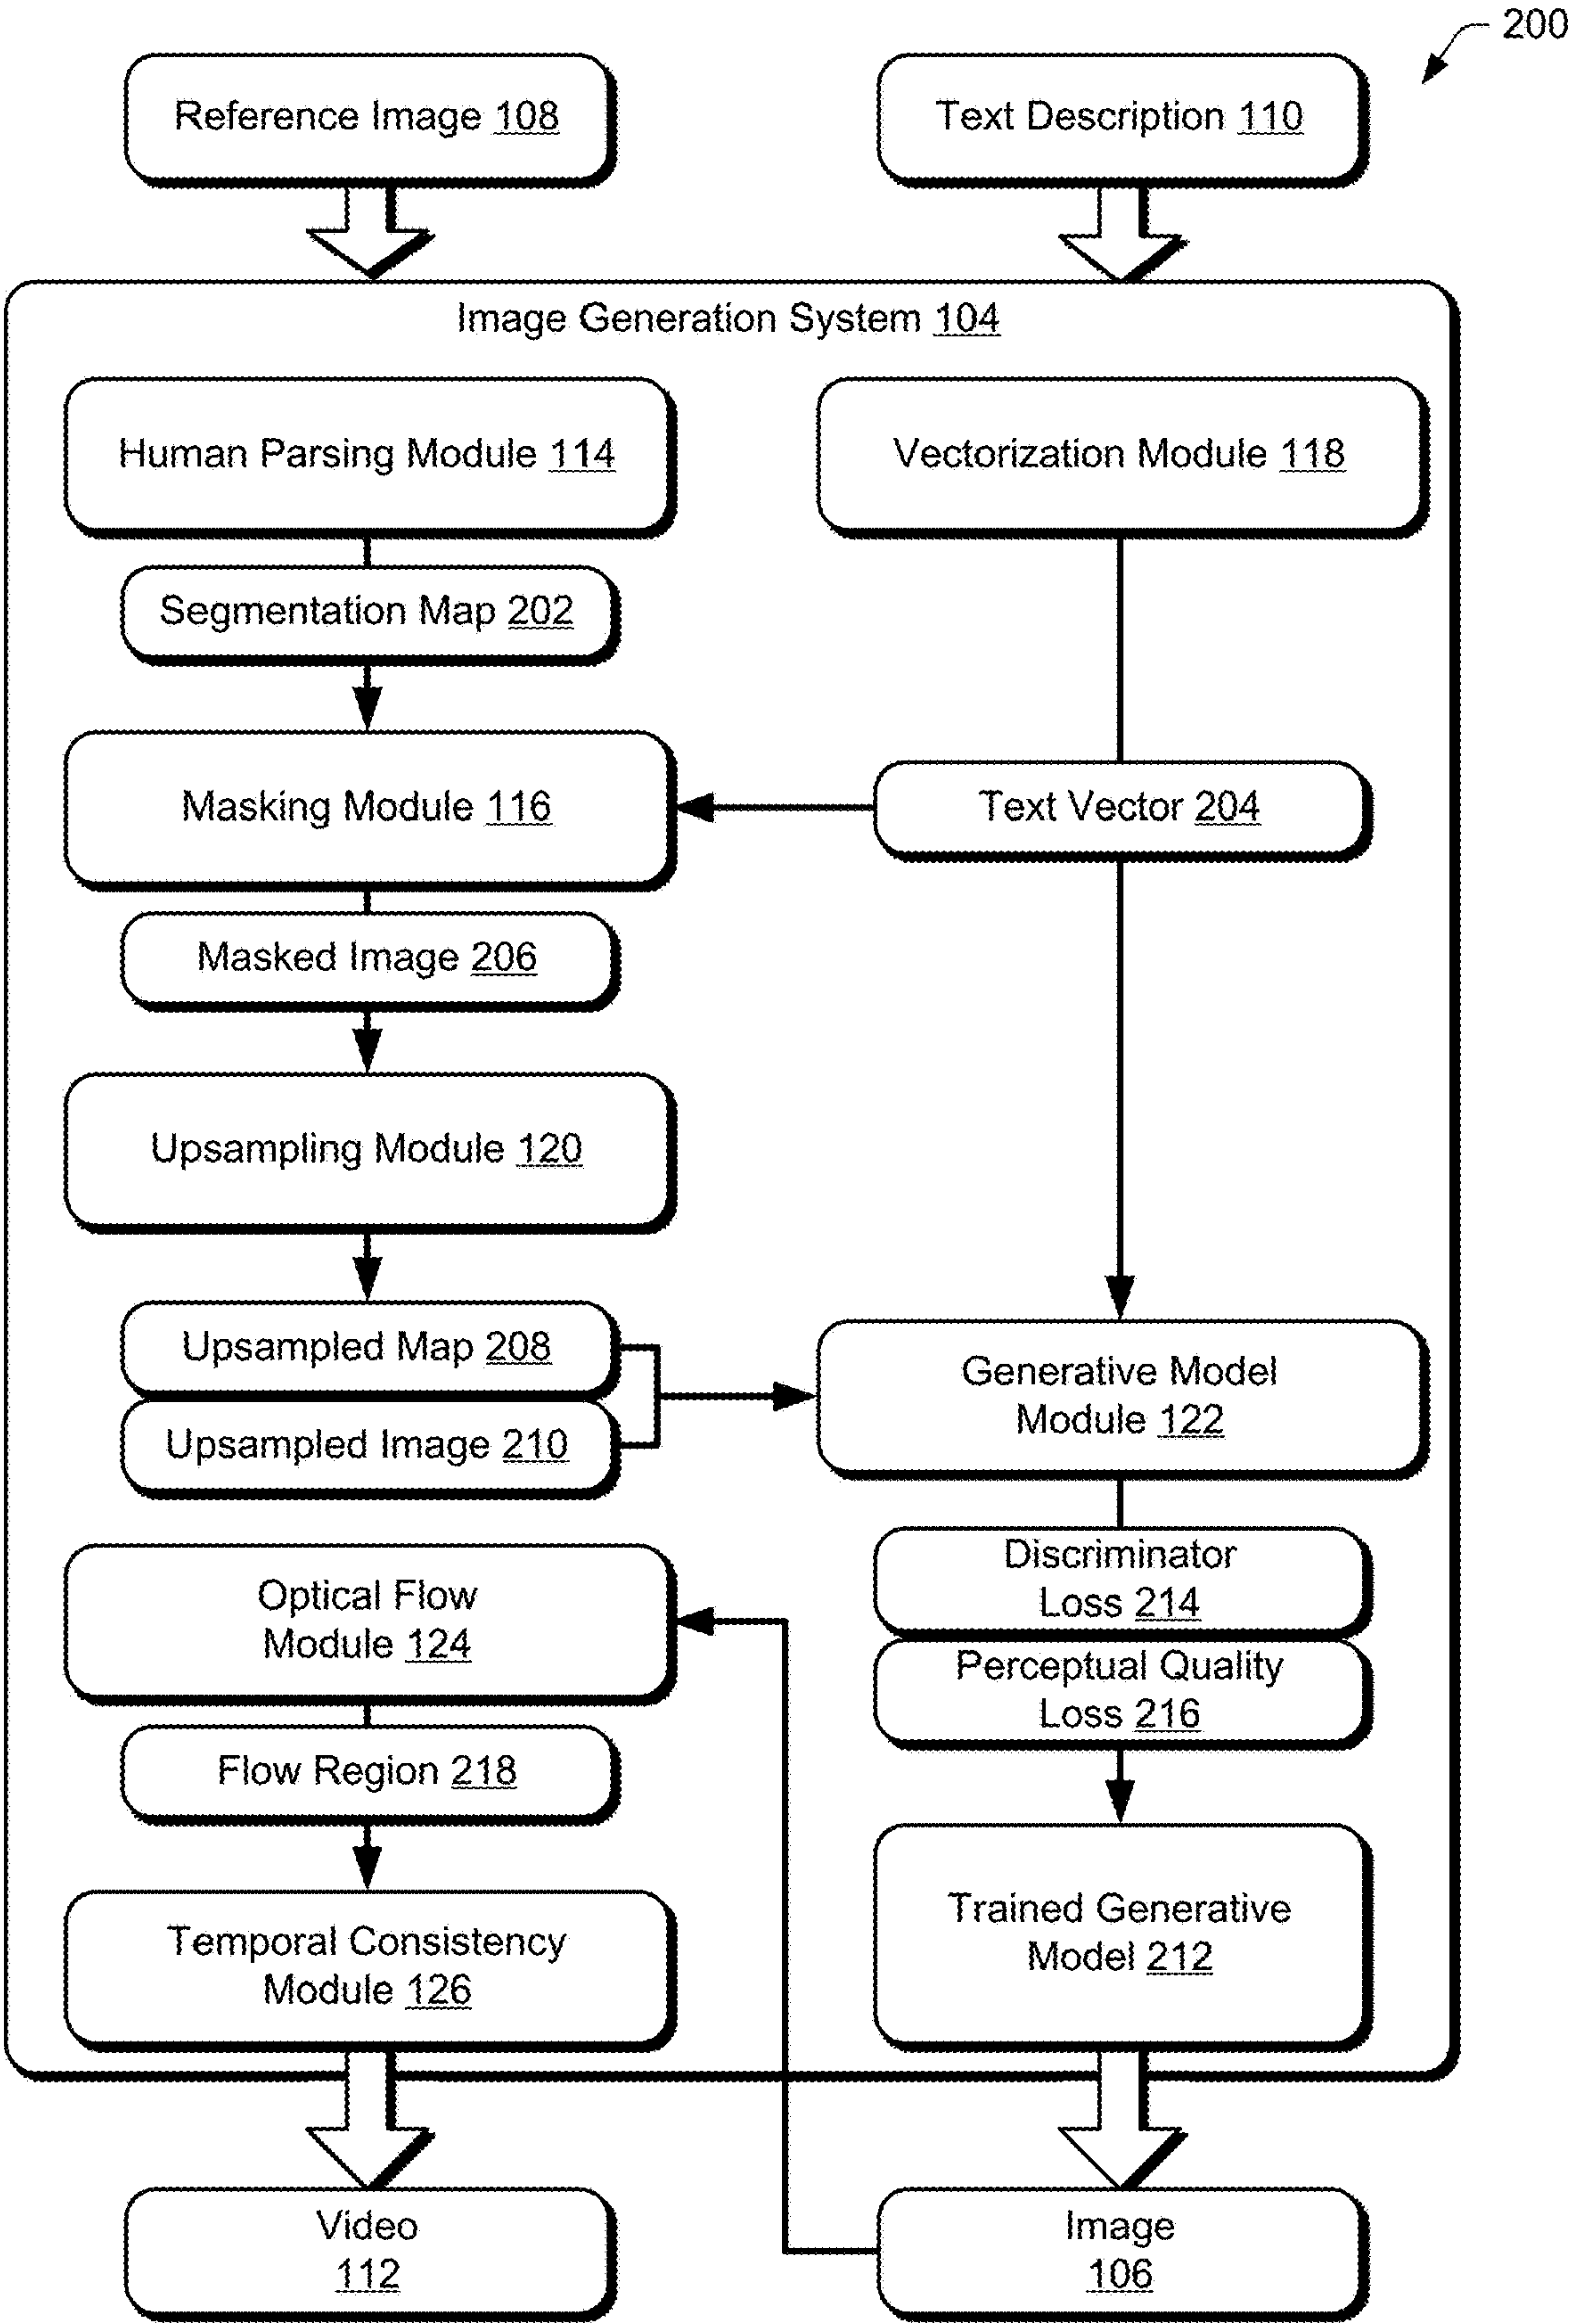 200
Reference Image 108
Text Description 110
Image Generation System 104
Human Parsing Module 114
Vectorization Module 118
Segmentation Map 202
Masking Module 116
Text Vector 204
Masked Image 206
Upsampling Module 120
Upsampled Map 208
Upsampled Image 210
Generative Model
Module 122
Discriminator
Loss 214
Optical Flow
Module 124
Perceptual Quality
Loss 216
Flow Region 218
Trained Generative
Model 212
Temporal Consistency
Module 126
Video
112
Image
106